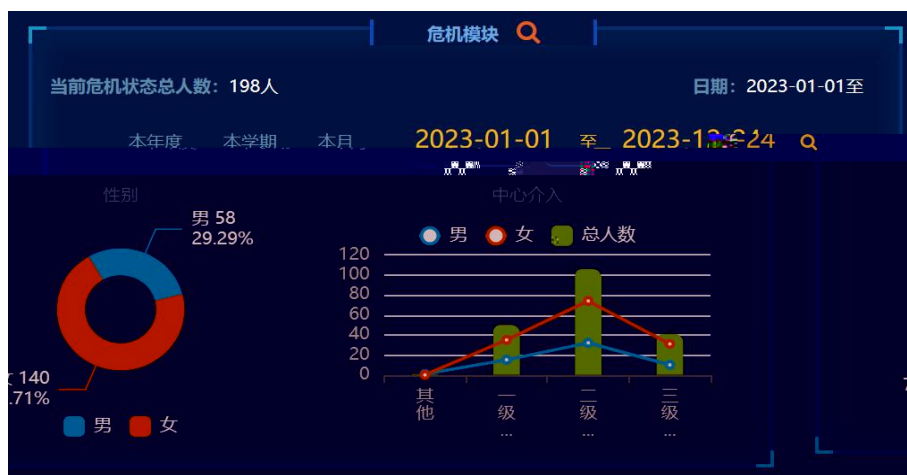 危机模块
当前危机状态总人数：198人
日期：2023-01-01至
本年度 本学期 本月 2023-01-01 至
性别
中心介入
男 58
29.29%
男 女 总人数
120
100
80
60
40
20
0
140
.71%
其他
一级...
二级...
三级...
男 女